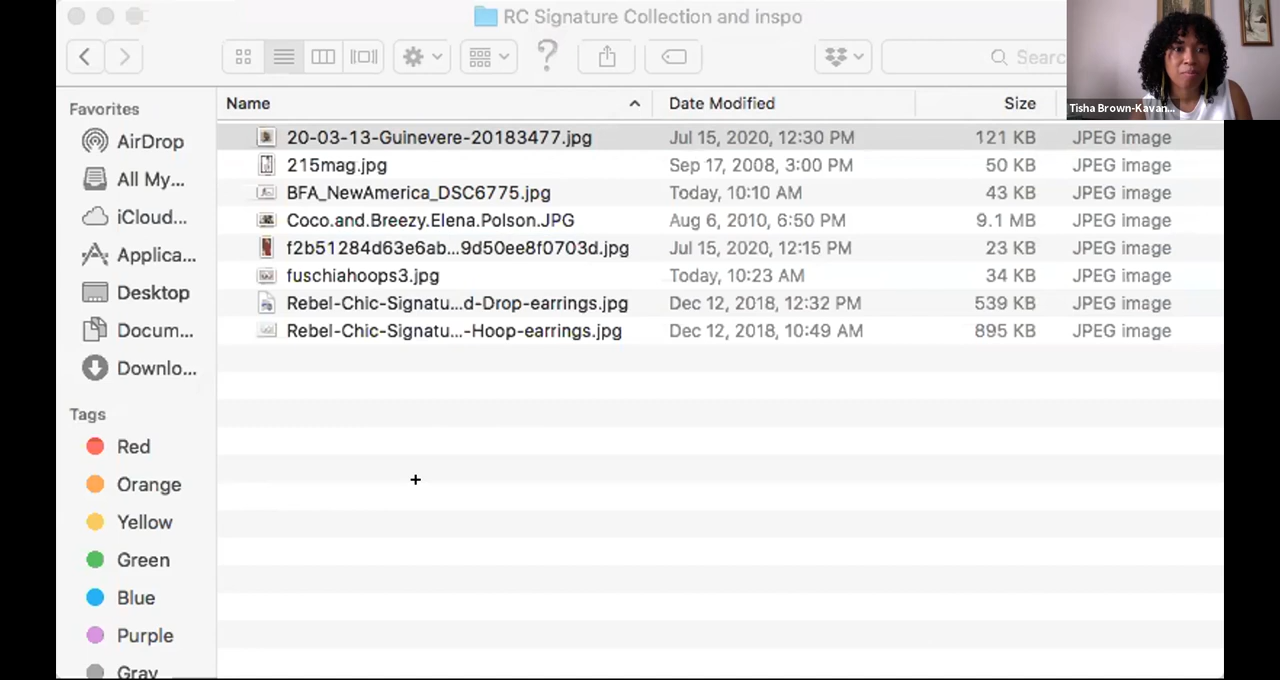 RC Signature Collection and inspo
Searc
Tisha Brown-Kavan...
Favorites
AirDrop
All My...
iCloud...
Applica...
Desktop
Docum...
Downlo...
Tags
Red
Orange
Yellow
Green
Blue
Purple
Gray
Name Date Modified Size
20-03-13-Guinevere-20183477.jpg Jul 15, 2020, 12:30 PM 121 KB JPEG image
215mag.jpg Sep 17, 2008, 3:00 PM 50 KB JPEG image
BFA_NewAmerica_DSC6775.jpg Today, 10:10 AM 43 KB JPEG image
Coco.and.Breezy.Elena.Polson.JPG Aug 6, 2010, 6:50 PM 9.1 MB JPEG image
f2b51284d63e6ab...9d50ee8f0703d.jpg Jul 15, 2020, 12:15 PM 23 KB JPEG image
fuschiahoops3.jpg Today, 10:23 AM 34 KB JPEG image
Rebel-Chic-Signatu...d-Drop-earrings.jpg Dec 12, 2018, 12:32 PM 539 KB JPEG image
Rebel-Chic-Signatu...-Hoop-earrings.jpg Dec 12, 2018, 10:49 AM 895 KB JPEG image